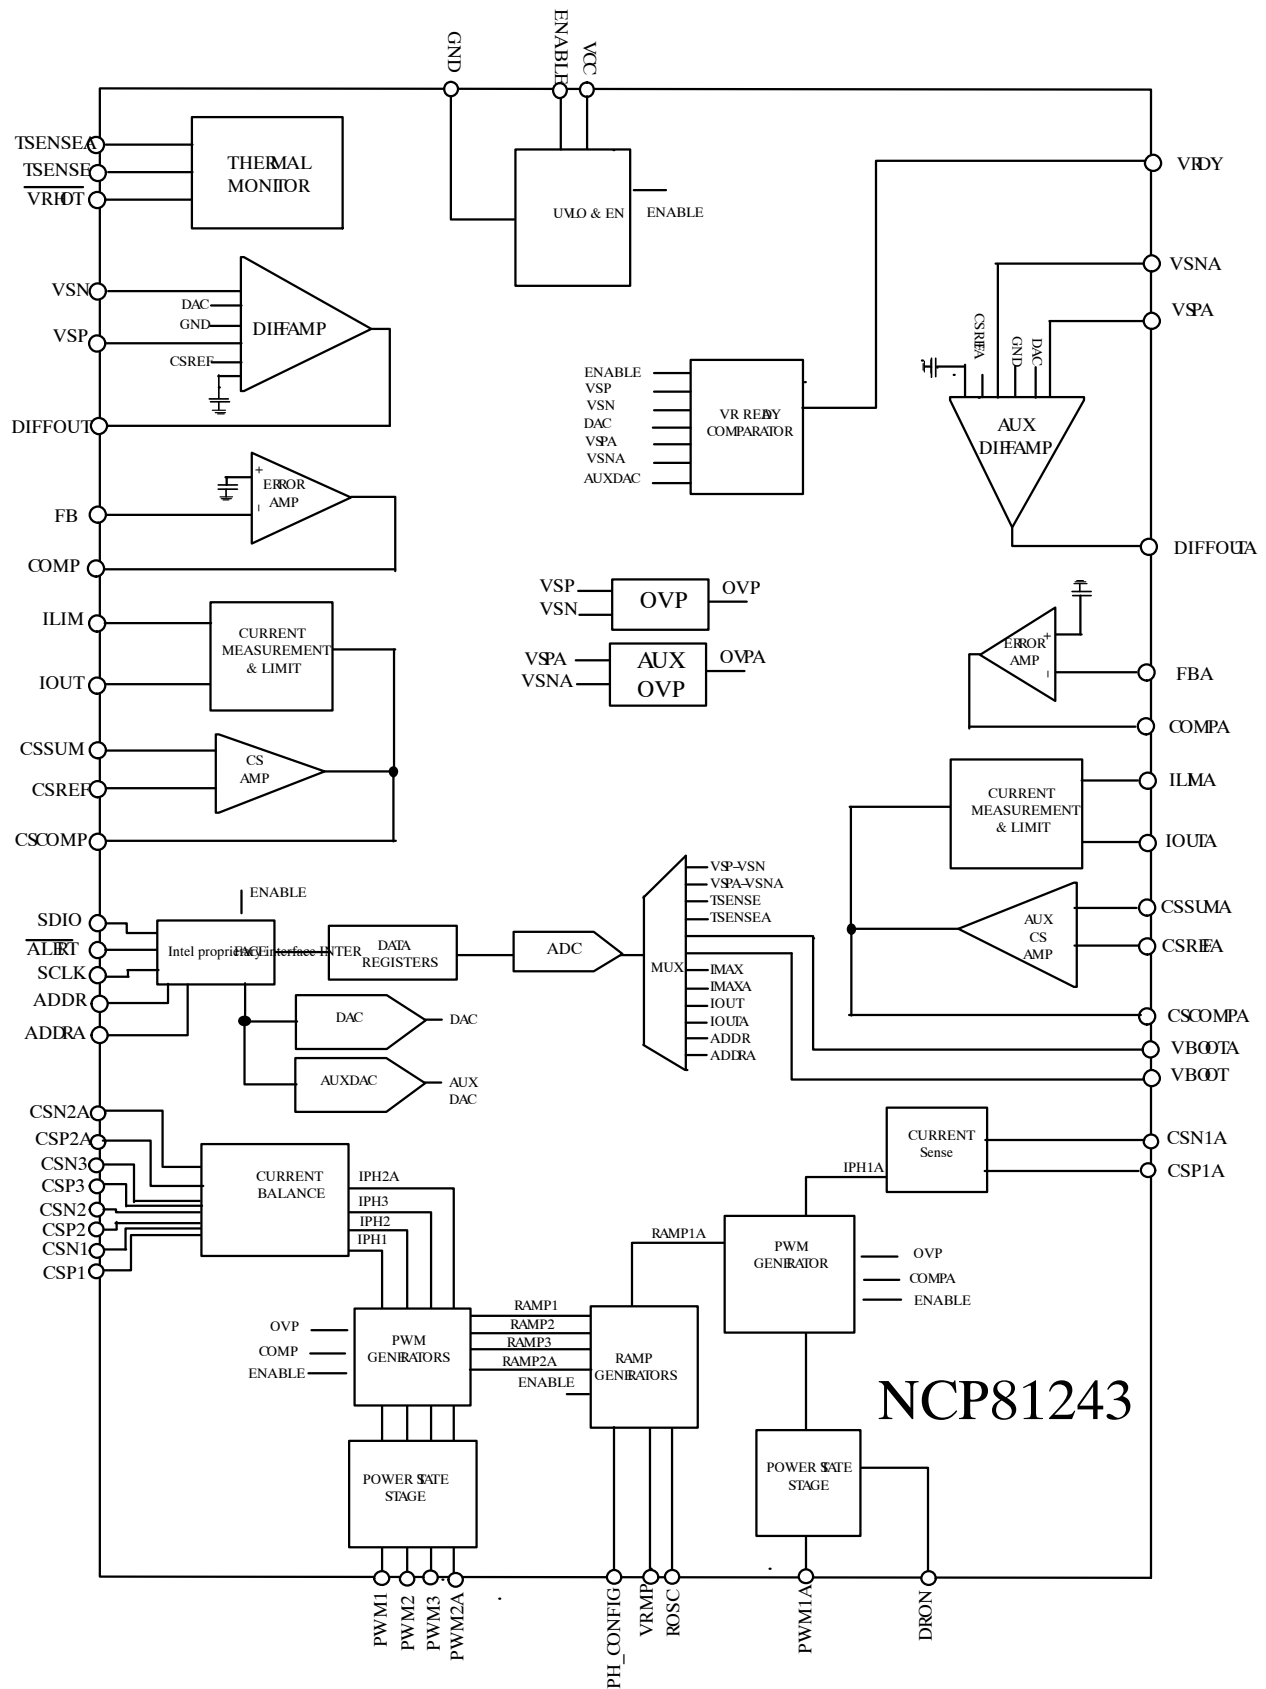 GND
ENABLE
VCC
TSENSEA
TSENSE
VRHOT
THERMAL
MONITOR
UVLO & EN
ENABLE
VRDY
VSN
DAC
GND
VSP
CSREF
DIFFAMP
DIFFOUT
VSNA
VSPA
CSREFA
GND
DAC
AUX
DIFFAMP
DIFFOUTA
ENABLE
VSP
VSN
DAC
VSPA
VSNA
AUXDAC
VR READY
COMPARATOR
FB
+
ERROR
AMP
−
COMP
VSP
VSN
OVP
OVP
VSPA
VSNA
AUX
OVP
OVPA
ERROR
AMP
+
−
FBA
COMPA
ILIM
IOUT
CURRENT
MEASUREMENT
& LIMIT
CSSUM
CSREF
CS
AMP
CSCOMP
CURRENT
MEASUREMENT
& LIMIT
ILIMA
IOUTA
AUX
CS
AMP
CSSUMA
CSREFA
CSCOMPA
VBOOTA
VBOOT
ENABLE
SDIO
ALERT
SCLK
ADDR
ADDRA
Intel proprietary interface INTERFACE
DATA
REGISTERS
ADC
MUX
VSP−VSN
VSPA−VSNA
TSENSE
TSENSEA
IMAX
IMAXA
IOUT
IOUTA
ADDR
ADDRA
DAC
DAC
AUXDAC
AUX
DAC
CSN2A
CSP2A
CSN3
CSP3
CSN2
CSP2
CSN1
CSP1
CURRENT
BALANCE
IPH2A
IPH3
IPH2
IPH1
CURRENT
Sense
CSN1A
CSP1A
IPH1A
RAMP1A
PWM
GENERATOR
OVP
COMPA
ENABLE
OVP
COMP
ENABLE
PWM
GENERATORS
RAMP1
RAMP2
RAMP3
RAMP2A
ENABLE
RAMP
GENERATORS
NCP81243
POWER STATE
STAGE
POWER STATE
STAGE
PWM1
PWM2
PWM3
PWM2A
PH_CONFIG
VRMP
ROSC
PWM1A
DRON